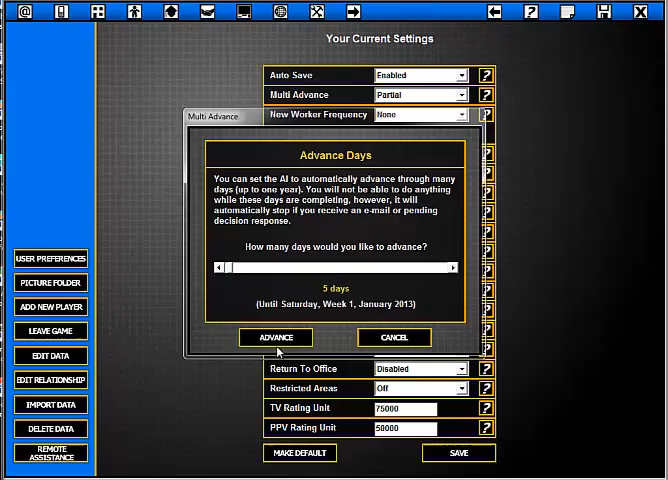 Your Current Settings
Auto Save Enabled
Multi Advance Partial
New Worker Frequency None
Multi Advance
Advance Days
You can set the AI to automatically advance through many
days (up to one year). You will not be able to do anything
while these days are completing, however, it will
automatically stop if you receive an e-mail or pending
decision response.
How many days would you like to advance?
5 days
(Until Saturday, Week 1, January 2013)
ADVANCE CANCEL
Return To Office Disabled
Restricted Areas Off
TV Rating Unit 75000
PPV Rating Unit 50000
MAKE DEFAULT SAVE
USER PREFERENCES
PICTURE FOLDER
ADD NEW PLAYER
LEAVE GAME
EDIT DATA
EDIT RELATIONSHIP
IMPORT DATA
DELETE DATA
REMOTE
ASSISTANCE